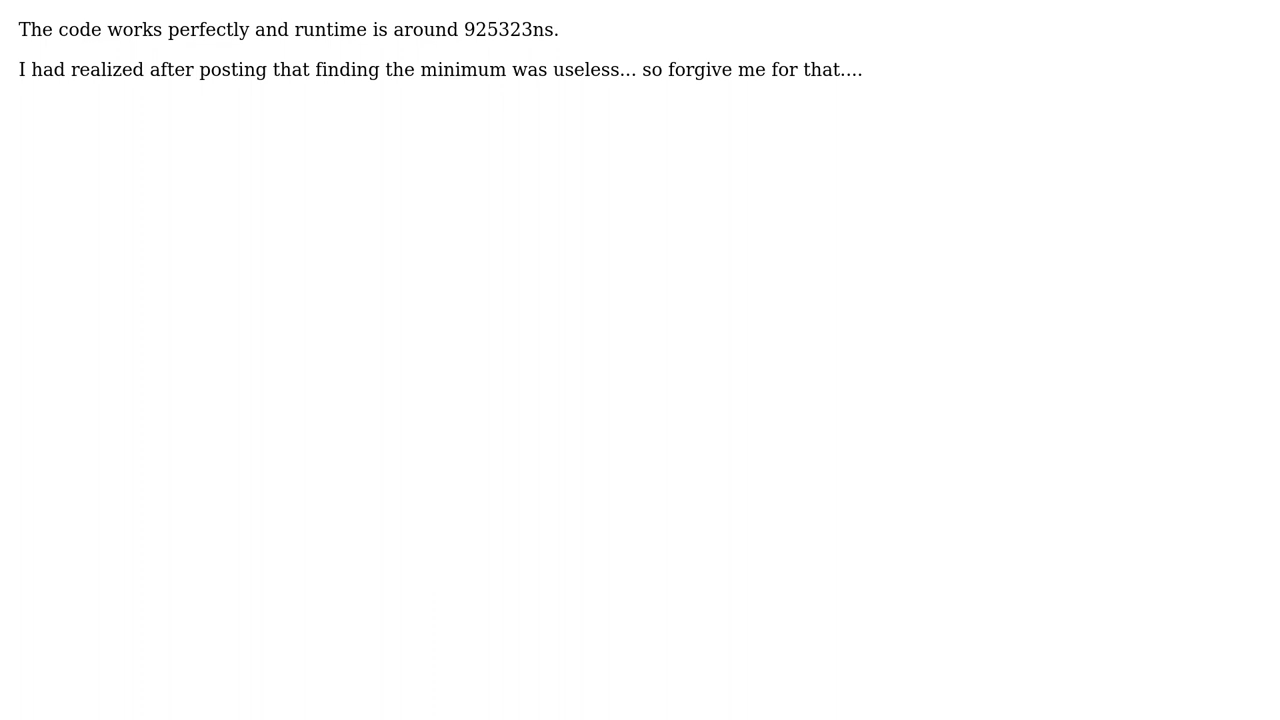 The code works perfectly and runtime is around 925323ns.
I had realized after posting that finding the minimum was useless... so forgive me for that....